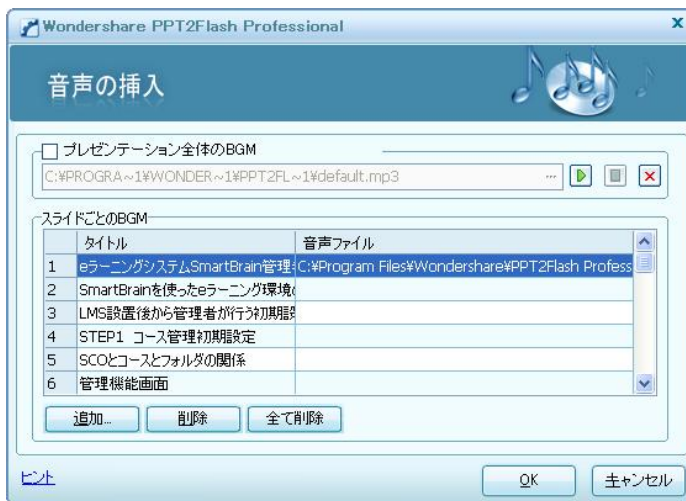 Wondershare PPT2Flash Professional
音声の挿入
プレゼンテーション全体のBGM
C:¥PROGRA~1¥WONDER~1¥PPT2FL~1¥default.mp3 ...
スライドごとのBGM
タイトル 音声ファイル
1 eラーニングシステムSmartBrain管理 C:¥Program Files¥Wondershare¥PPT2Flash Profess
2 SmartBrainを使ったeラーニング環境
3 LMS設置後から管理者が行う初期
4 STEP1 コース管理初期設定
5 SCOとコースとフォルダの関係
6 管理機能画面
追加... 削除 全て削除
ヒント OK キャンセル